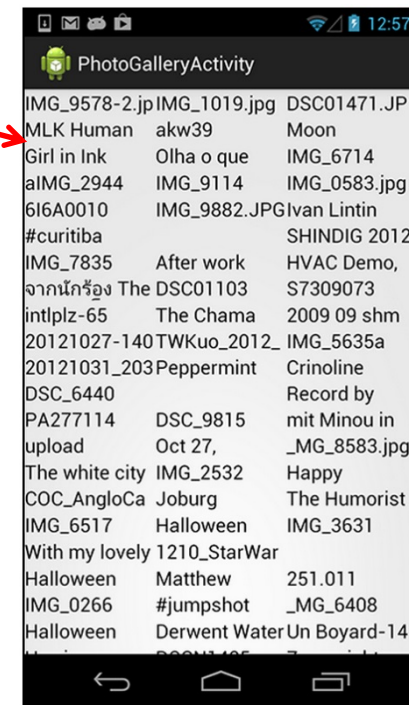 12:57
PhotoGalleryActivity
IMG_9578-2.jp IMG_1019.jpg DSC01471.JP
MLK Human akw39 Moon
Girl in Ink Olha o que IMG_6714
aIMG_2944 IMG_9114 IMG_0583.jpg
6I6A0010 IMG_9882.JPG Ivan Lintin
#curitiba SHINDIG 2012
IMG_7835 After work HVAC Demo,
จากนักร้อง The DSC01103 S7309073
intlplz-65 The Chama 2009 09 shm
20121027-140 TWKuo_2012_ IMG_5635a
20121031_203 Peppermint Crinoline
DSC_6440 Record by
PA277114 DSC_9815 mit Minou in
upload Oct 27, _MG_8583.jpg
The white city IMG_2532 Happy
COC_AngloCa Joburg The Humorist
IMG_6517 Halloween IMG_3631
With my lovely 1210_StarWar
Halloween Matthew 251.011
IMG_0266 #jumpshot _MG_6408
Halloween Derwent Water Un Boyard-14